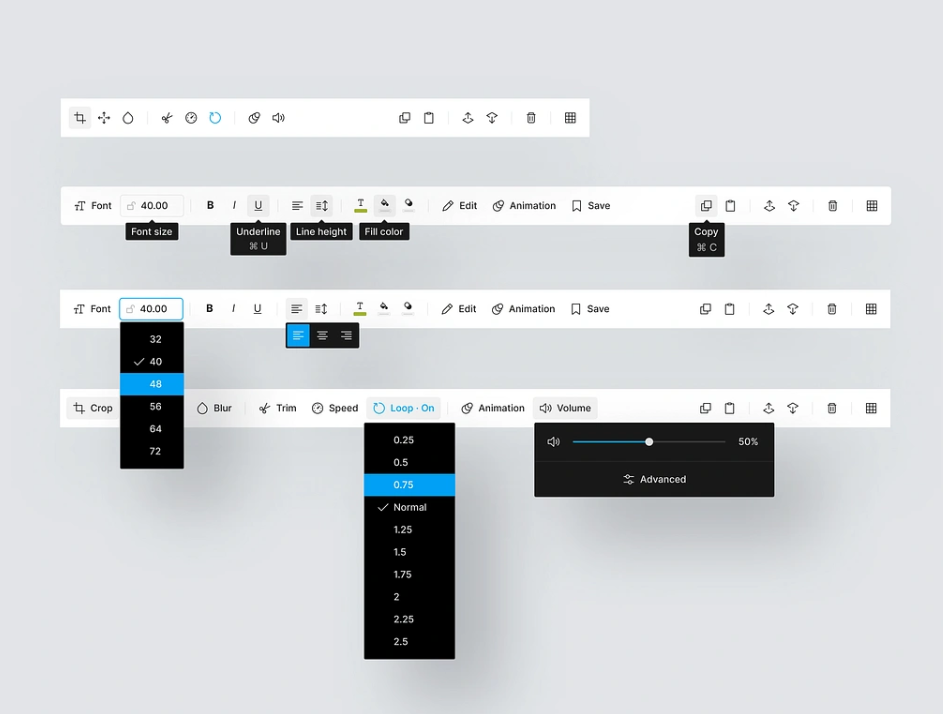 Font 40.00 B I U T Edit Animation Save
Font size Underline Line height Fill color Copy
⌘ U ⌘ C
Font 40.00 B I U T Edit Animation Save
32
40
48
56
64
72
Crop Blur Trim Speed Loop · On Animation Volume
0.25
0.5
0.75
Normal
1.25
1.5
1.75
2
2.25
2.5
50%
Advanced